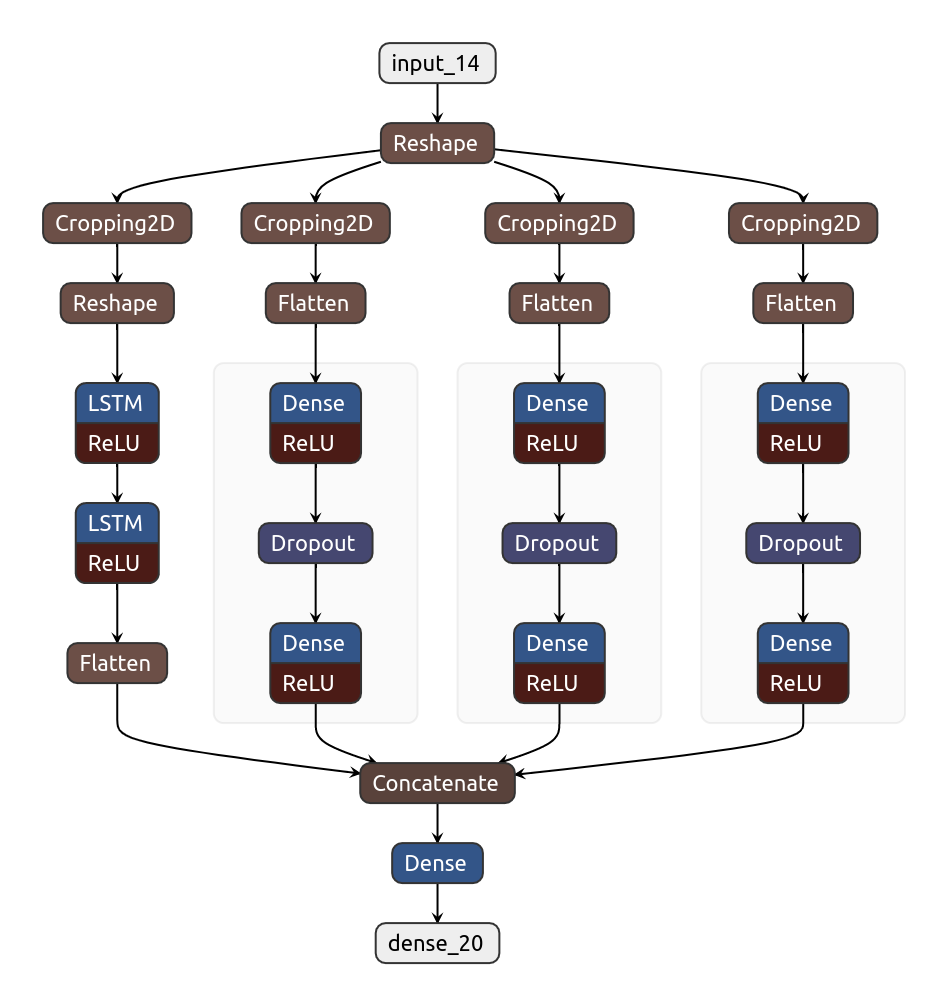 input_14
Reshape
Cropping2D
Cropping2D
Cropping2D
Cropping2D
Reshape
Flatten
Flatten
Flatten
LSTM
ReLU
Dense
ReLU
Dense
ReLU
Dense
ReLU
LSTM
ReLU
Dropout
Dropout
Dropout
Flatten
Dense
ReLU
Dense
ReLU
Dense
ReLU
Concatenate
Dense
dense_20